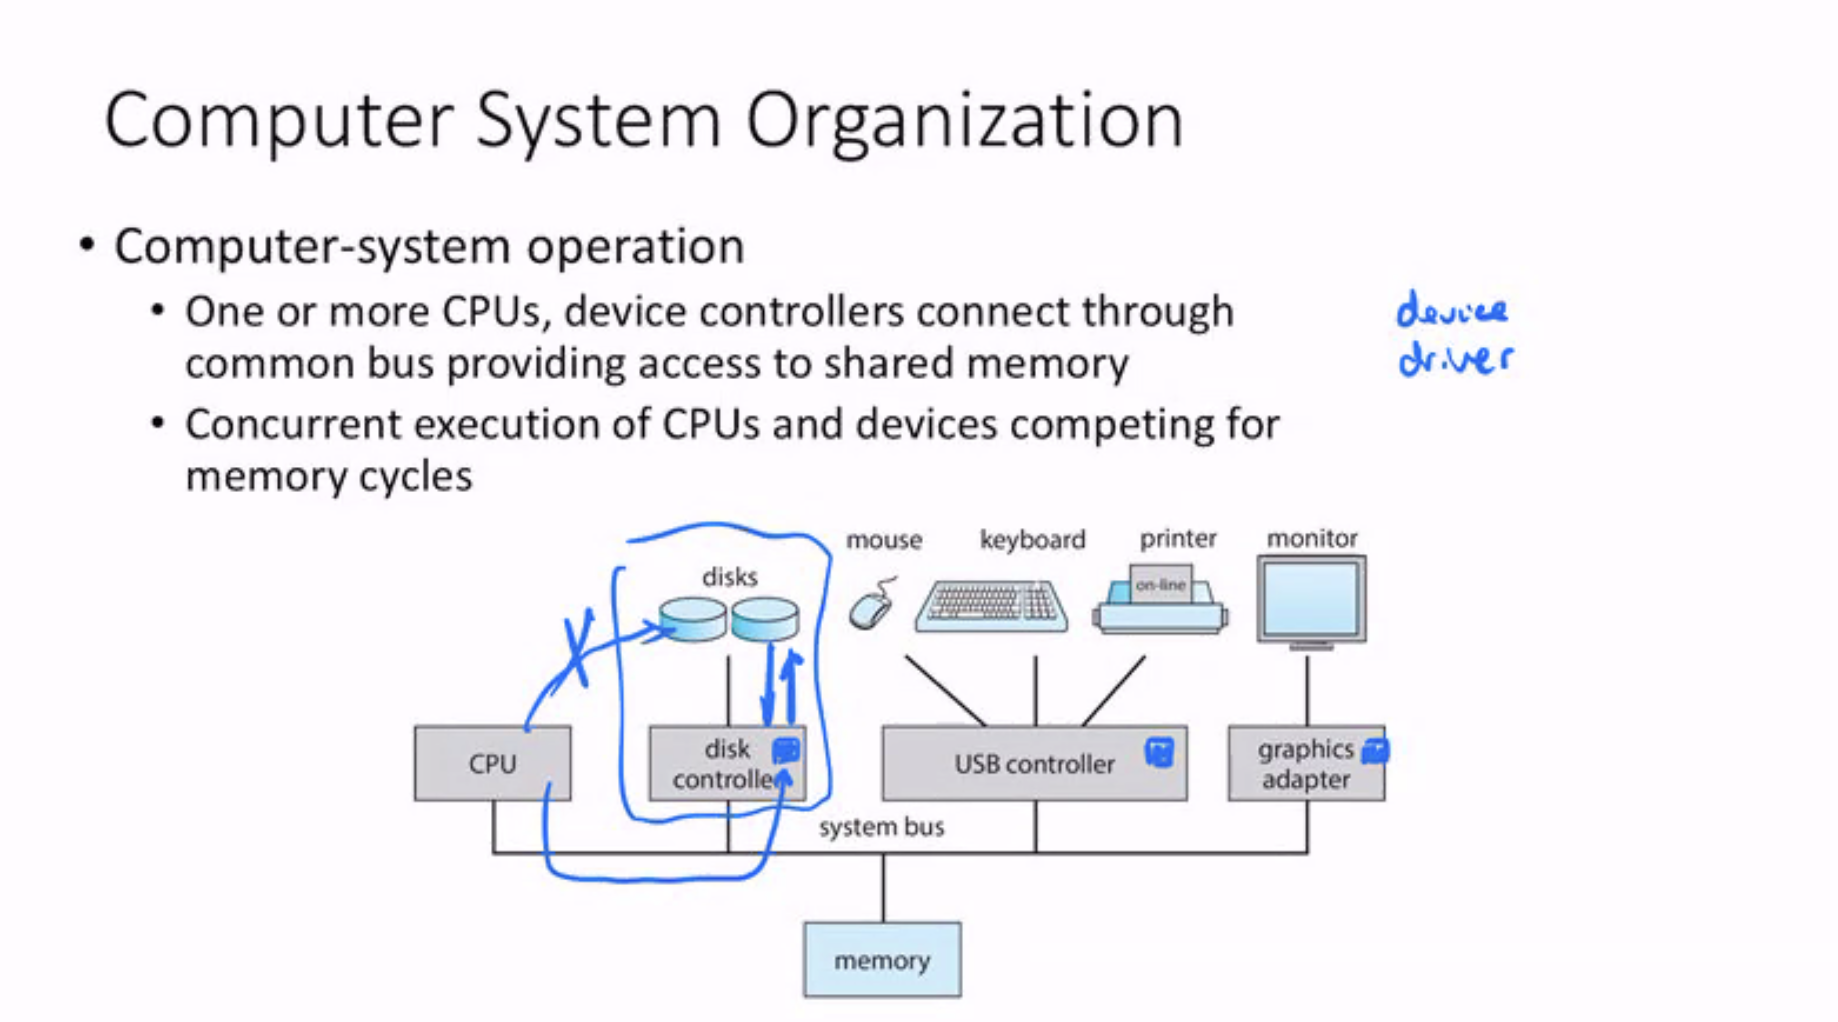 Computer System Organization
• Computer-system operation
• One or more CPUs, device controllers connect through
common bus providing access to shared memory
• Concurrent execution of CPUs and devices competing for
memory cycles
device
driver
mouse
keyboard
printer
monitor
disks
on-line
CPU
disk
controlle
USB controller
graphics
adapter
system bus
memory